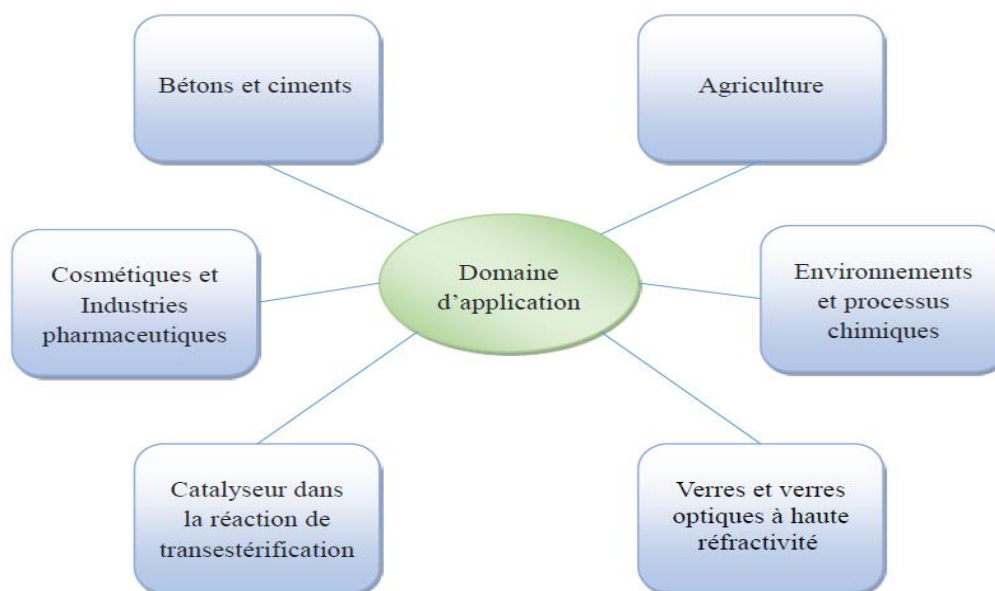 Bétons et ciments
Agriculture
Cosmétiques et
Industries
pharmaceutiques
Domaine
d’application
Environnements
et processus
chimiques
Catalyseur dans
la réaction de
transestérification
Verres et verres
optiques à haute
réfractivité